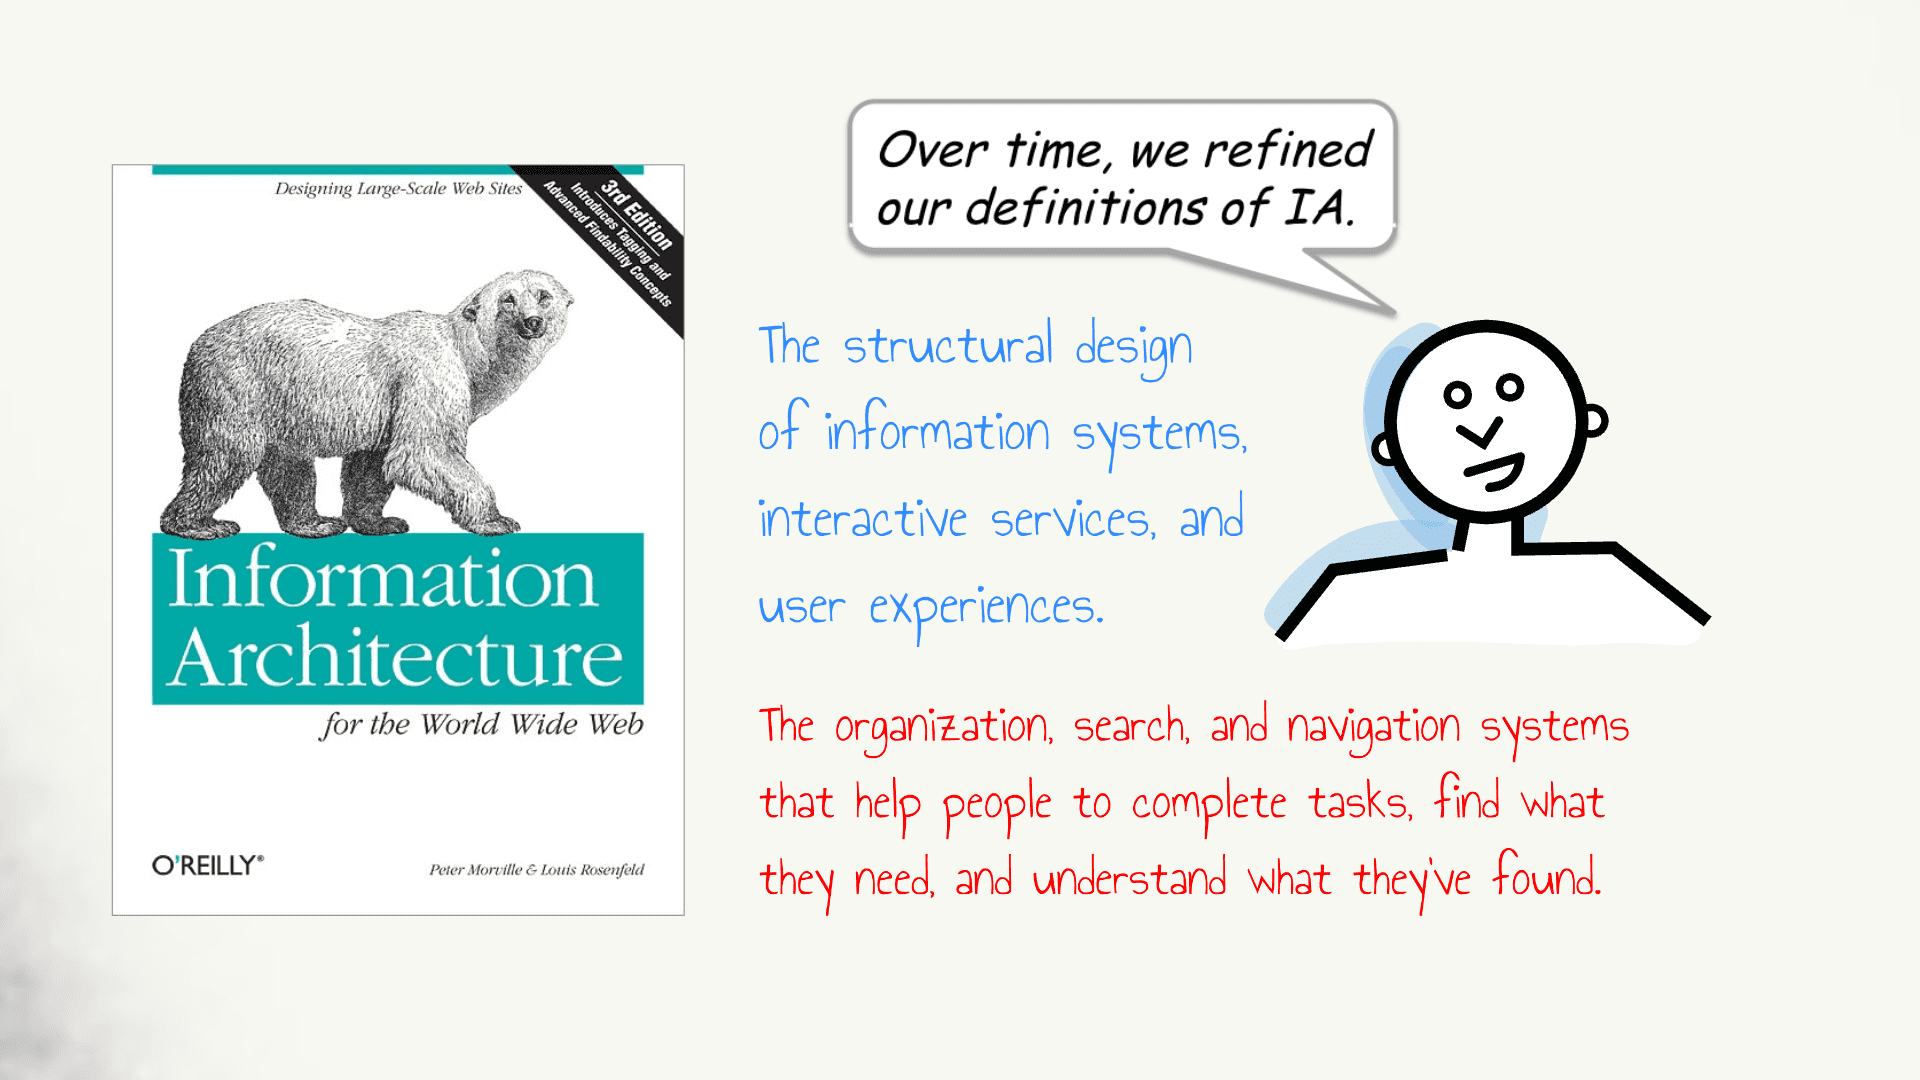 Designing Large-Scale Web Sites
3rd Edition
Introduces Tagging and
Advanced Findability Concepts
Information
Architecture
for the World Wide Web
O'REILLY®
Peter Morville & Louis Rosenfeld
Over time, we refined
our definitions of IA.
The structural design
of information systems,
interactive services, and
user experiences.
The organization, search, and navigation systems
that help people to complete tasks, find what
they need, and understand what they've found.